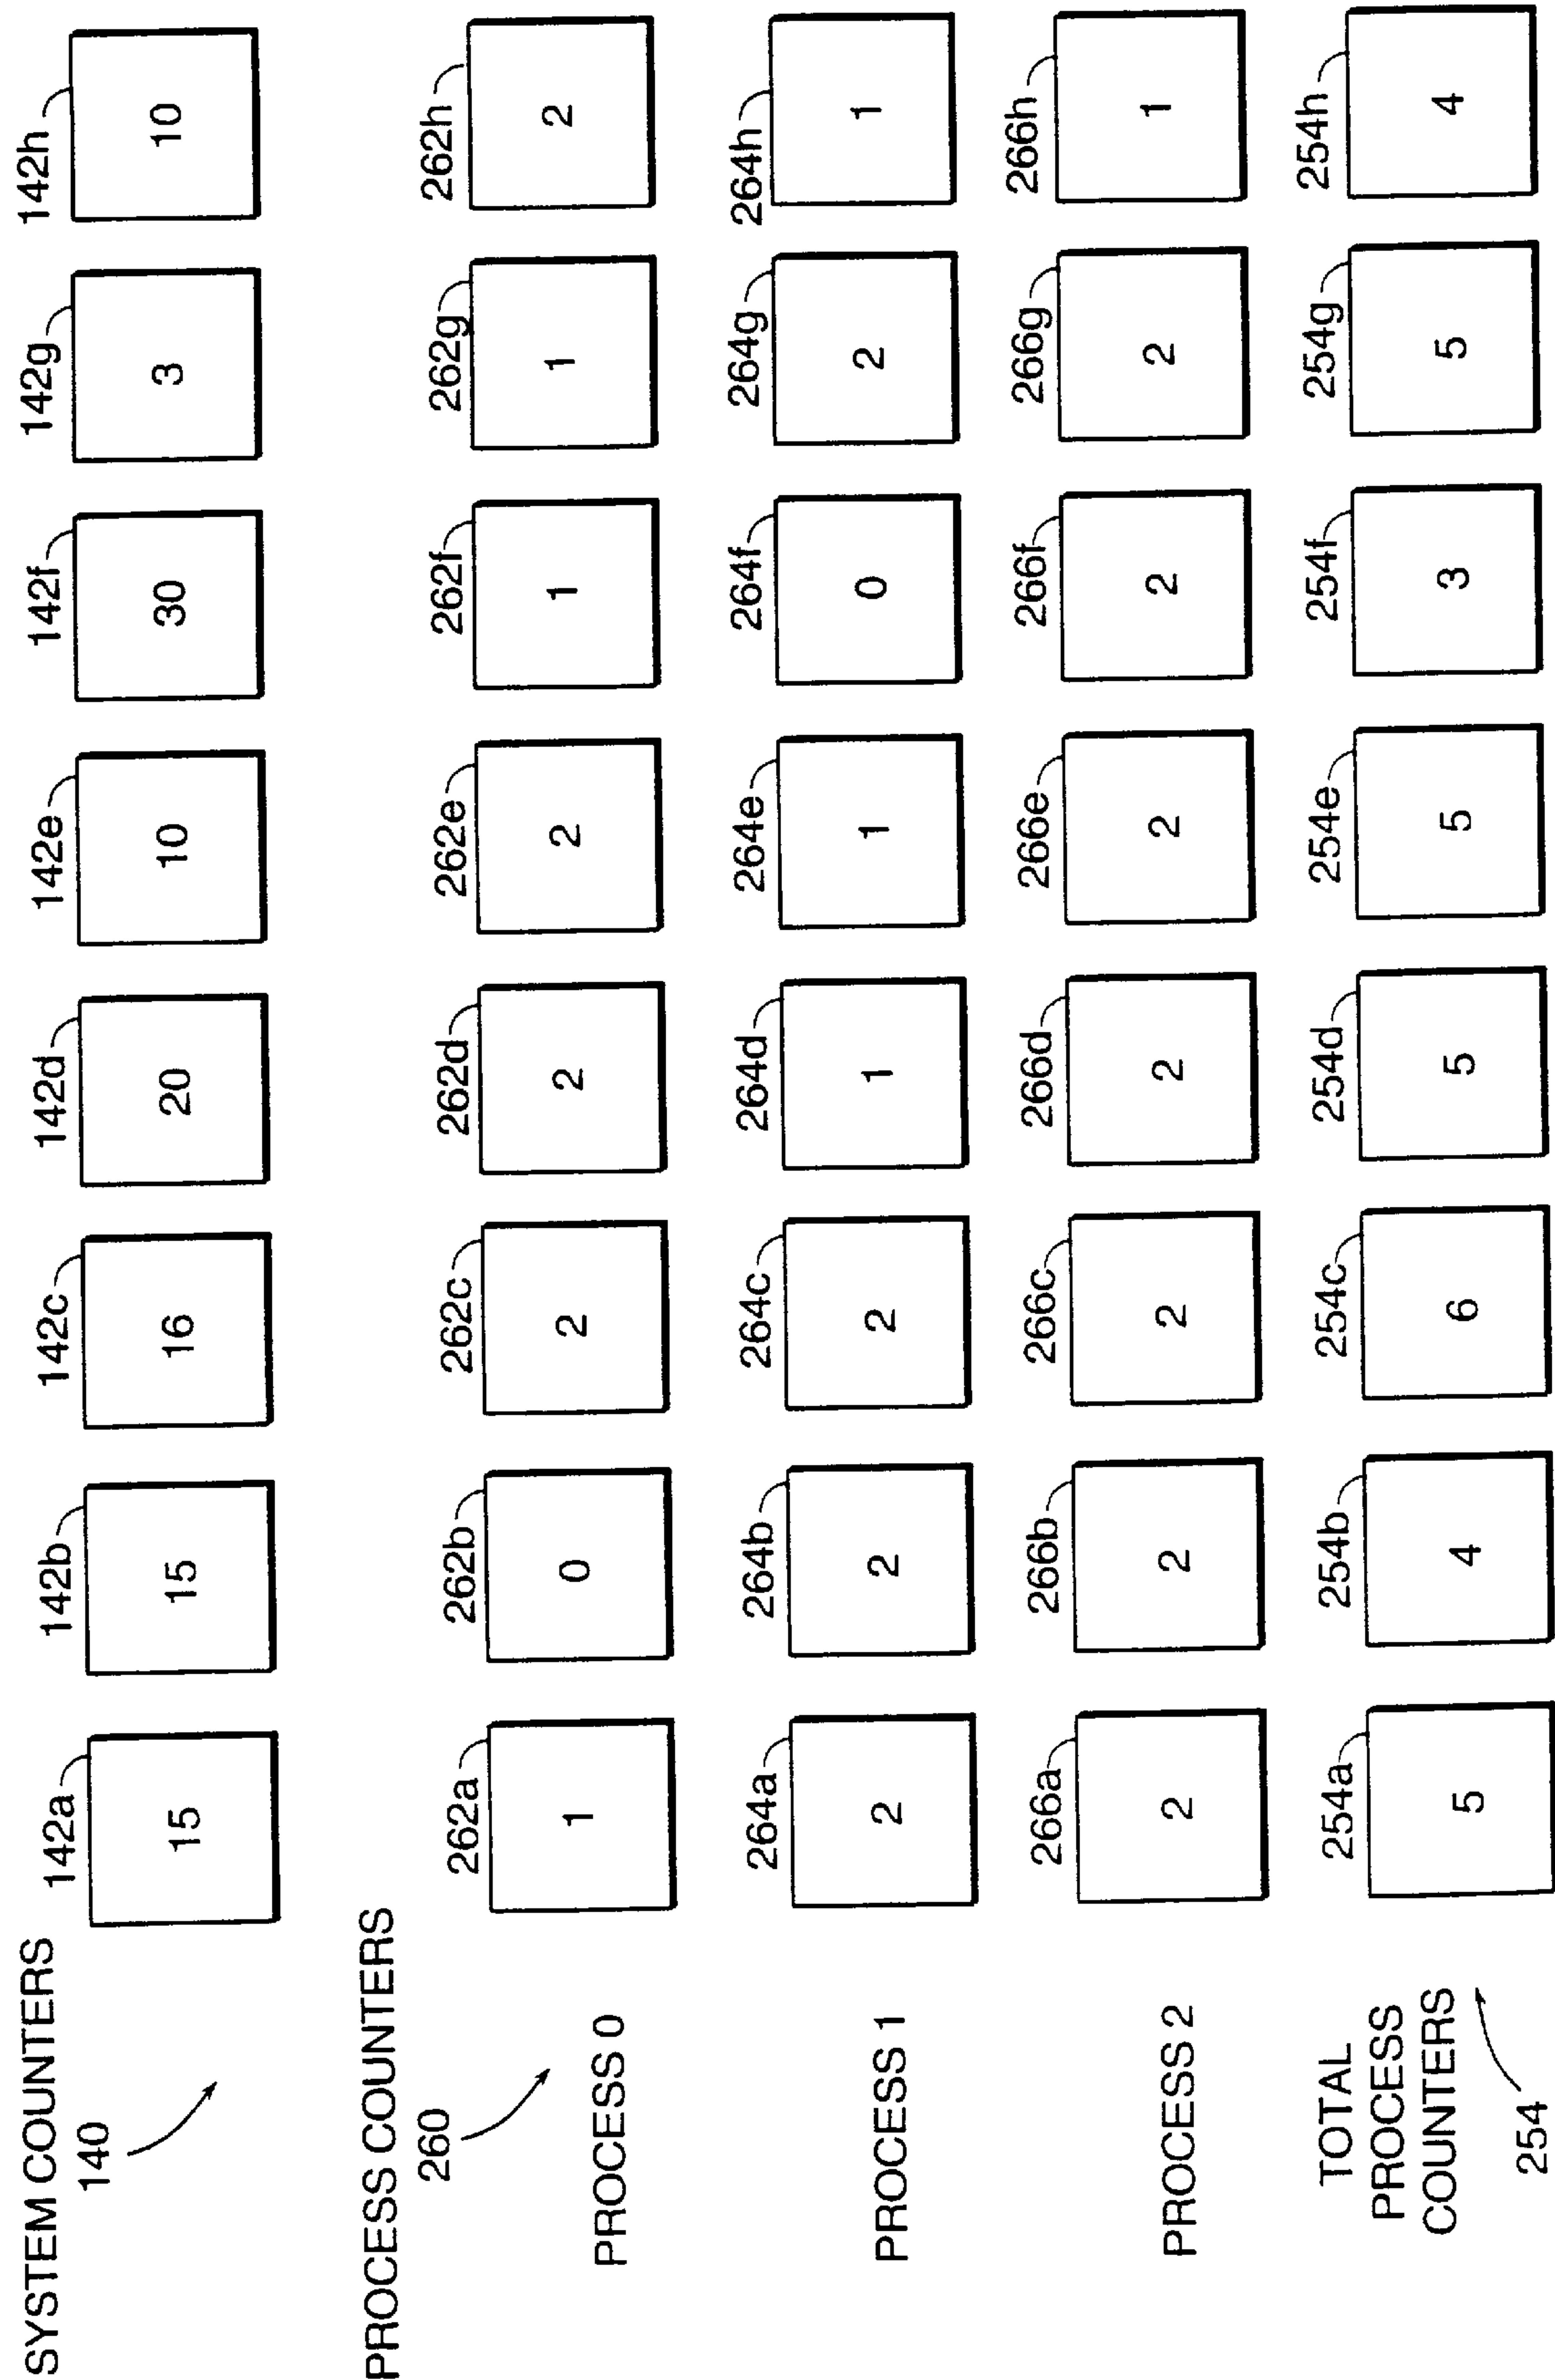 SYSTEM COUNTERS
140
142a 142b 142c 142d 142e 142f 142g 142h
15 15 16 20 10 30 3 10
PROCESS COUNTERS
260
262a 262b 262c 262d 262e 262f 262g 262h
PROCESS 0 1 0 2 2 2 1 1 2
264a 264b 264c 264d 264e 264f 264g 264h
PROCESS 1 2 2 2 1 1 0 2 1
266a 266b 266c 266d 266e 266f 266g 266h
PROCESS 2 2 2 2 2 2 2 2 1
254a 254b 254c 254d 254e 254f 254g 254h
TOTAL
PROCESS
COUNTERS
5 4 6 5 5 3 5 4
254